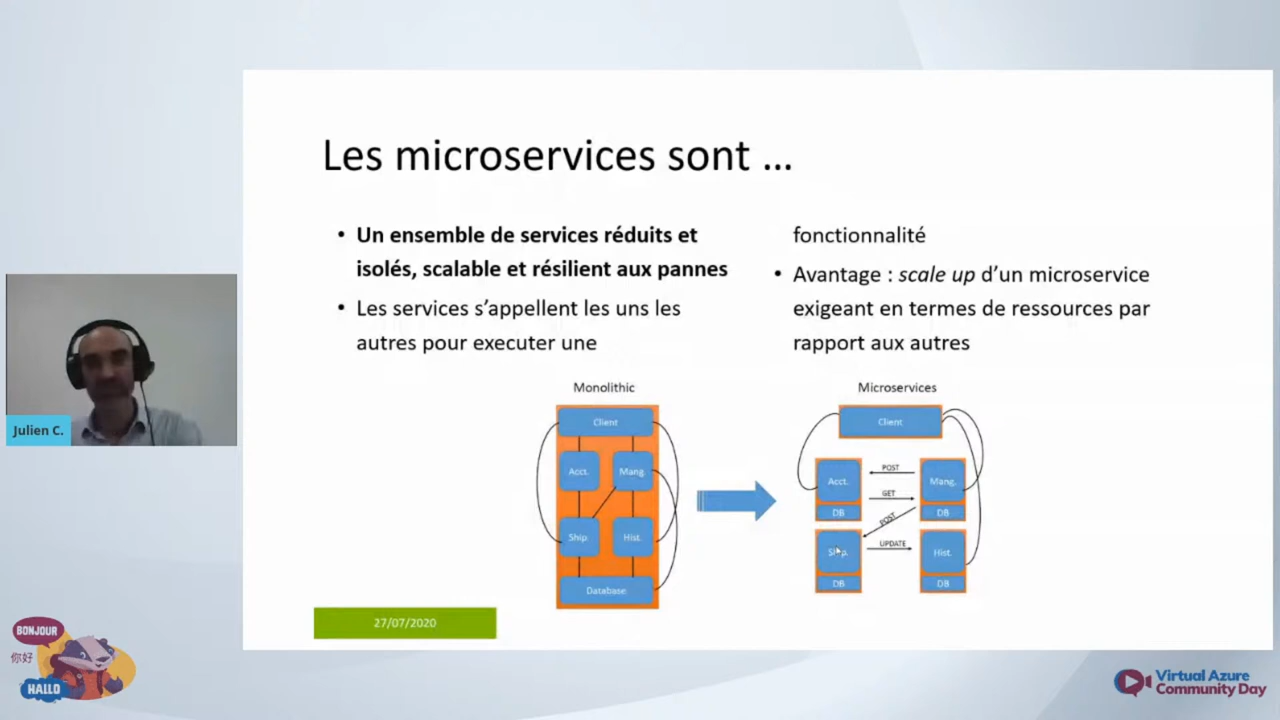 Les microservices sont ...
• Un ensemble de services réduits et
isolés, scalable et résilient aux pannes
• Les services s'appellent les uns les
autres pour executer une
fonctionnalité
• Avantage : scale up d'un microservice
exigeant en termes de ressources par
rapport aux autres
Monolithic
Client
Acct.
Mang.
Ship.
Hist.
Database
Microservices
Client
Acct.
POST
Mang.
GET
DB
DB
POST
Ship.
UPDATE
Hist.
DB
DB
27/07/2020
Julien C.
BONJOUR
你好
HALLO
Virtual Azure
Community Day